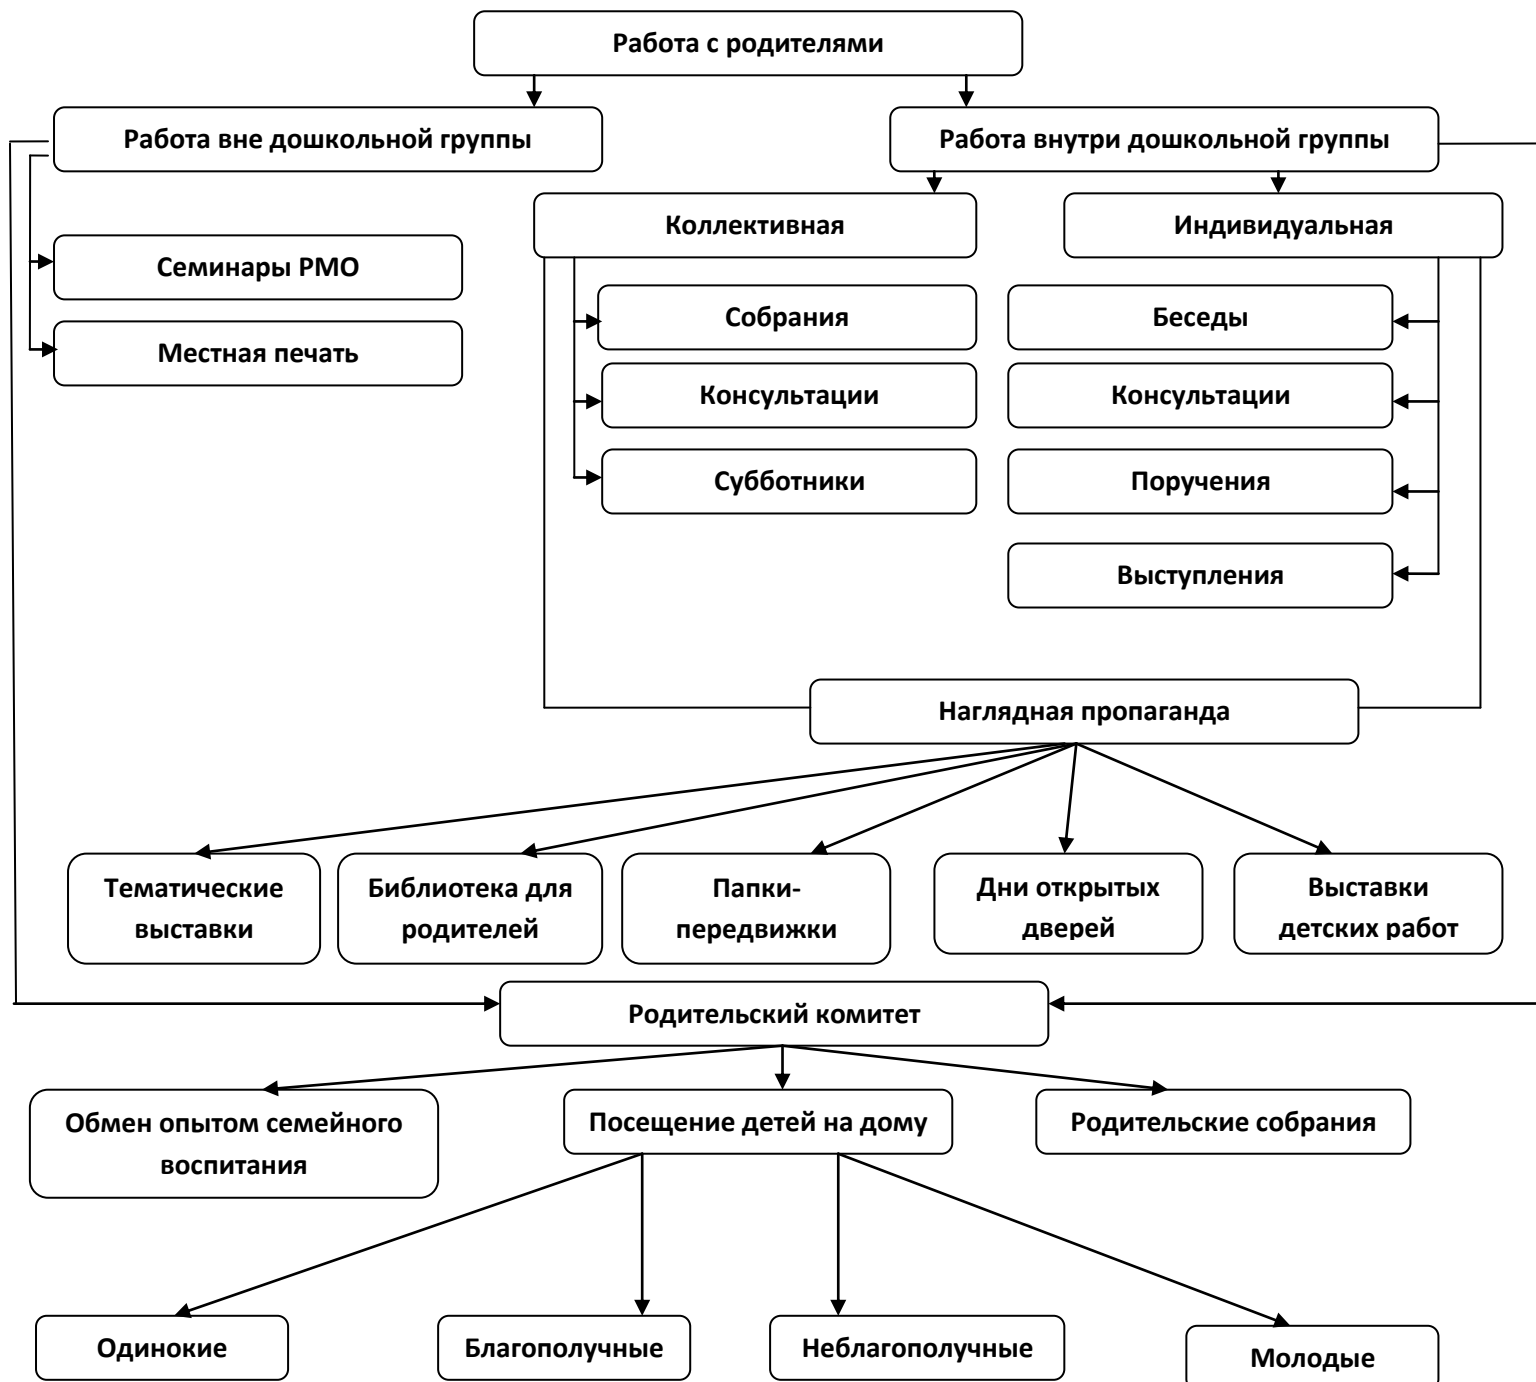 Работа с родителями
Работа вне дошкольной группы
Работа внутри дошкольной группы
Коллективная
Индивидуальная
Семинары РМО
Местная печать
Собрания
Консультации
Субботники
Беседы
Консультации
Поручения
Выступления
Наглядная пропаганда
Тематические
выставки
Библиотека для
родителей
Папки-
передвижки
Дни открытых
дверей
Выставки
детских работ
Родительский комитет
Обмен опытом семейного
воспитания
Посещение детей на дому
Родительские собрания
Одинокие
Благополучные
Неблагополучные
Молодые